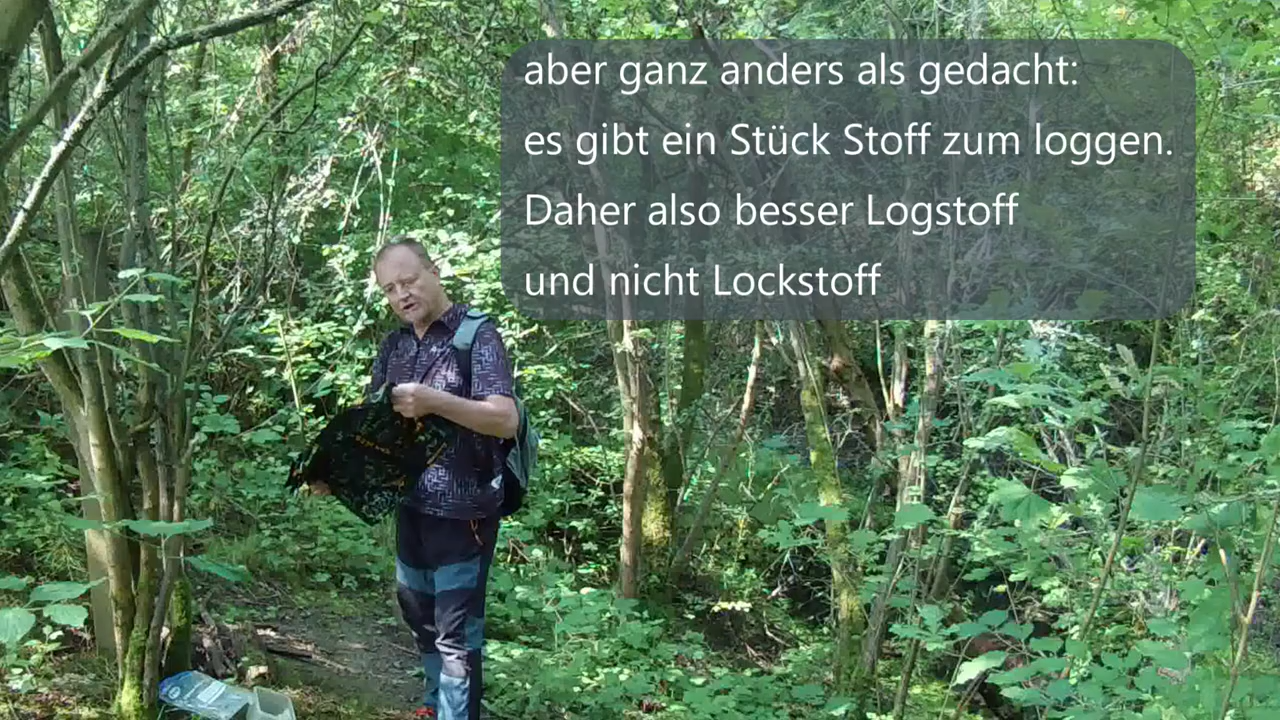 aber ganz anders als gedacht:
es gibt ein Stück Stoff zum loggen.
Daher also besser Logstoff
und nicht Lockstoff